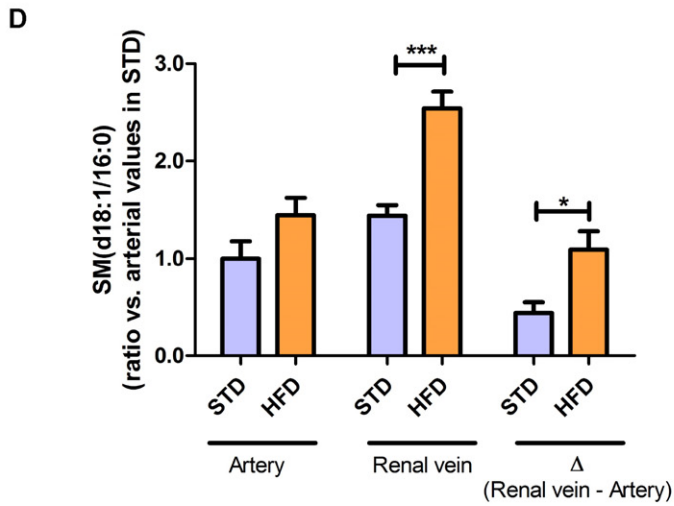 D
SM(d18:1/16:0)
(ratio vs. arterial values in STD)
3.0
2.0
1.0
0.0
***
*
STD
HFD
STD
HFD
STD
HFD
Artery
Renal vein
Δ
(Renal vein - Artery)